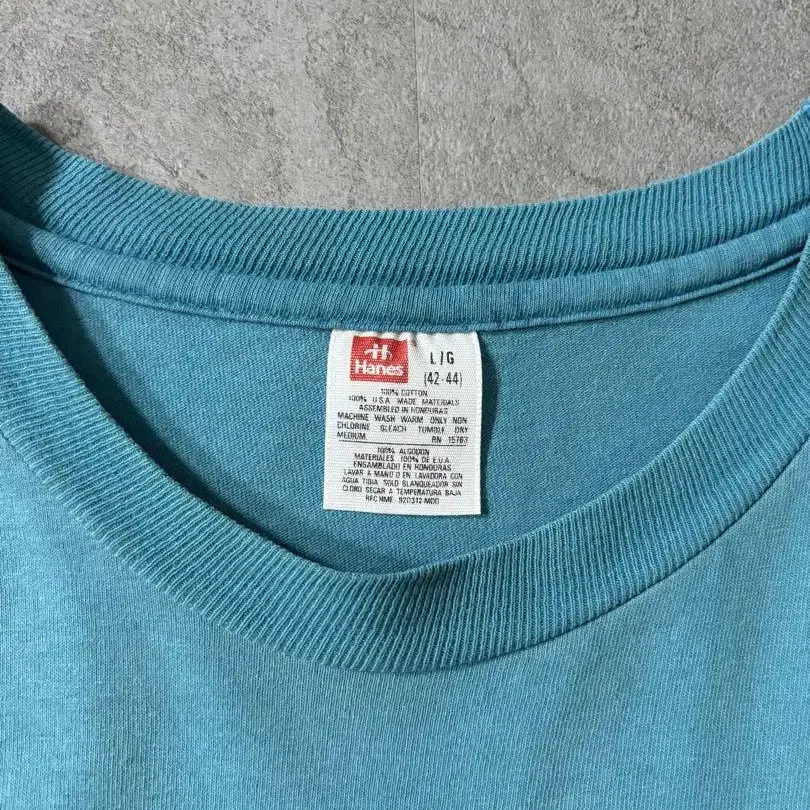 H
Hanes
L/G
(42-44)
100% COTTON
100% U.S.A. MADE MATERIALS
ASSEMBLED IN HONDURAS
MACHINE WASH WARM ONLY NON
CHLORINE BLEACH TUMBLE DRY
MEDIUM RN 15763
100% ALGODON
MATERIALES 100% DE E.U.A.
ENSAMBLADO EN HONDURAS
LAVAR A MANO O EN LAVADORA CON
AGUA TIBIA. SOLO BLANQUEADOR SIN
CLORO SECAR A TEMPERATURA BAJA
RFC HME: 920312-MD0